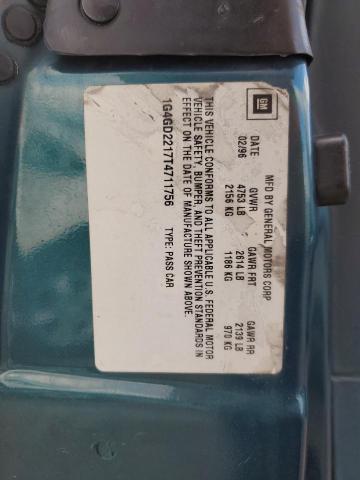 GM
MFD BY GENERAL MOTORS CORP
DATE GVWR GAWR FRT GAWR RR
02/96 4753 LB 2614 LB 2139 LB
2156 KG 1186 KG 970 KG
THIS VEHICLE CONFORMS TO ALL APPLICABLE U.S. FEDERAL MOTOR
VEHICLE SAFETY, BUMPER, AND THEFT PREVENTION STANDARDS IN
EFFECT ON THE DATE OF MANUFACTURE SHOWN ABOVE.
1G4GD2217T4711756 TYPE: PASS CAR